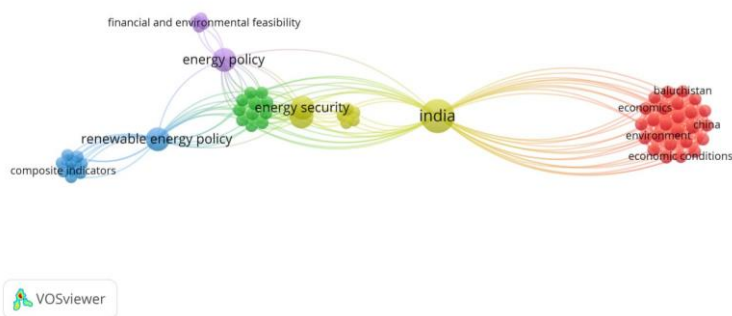 financial and environmental feasibility
energy policy
energy security
india
baluchistan
economics
china
environment
economic conditions
renewable energy policy
composite indicators
VOSviewer